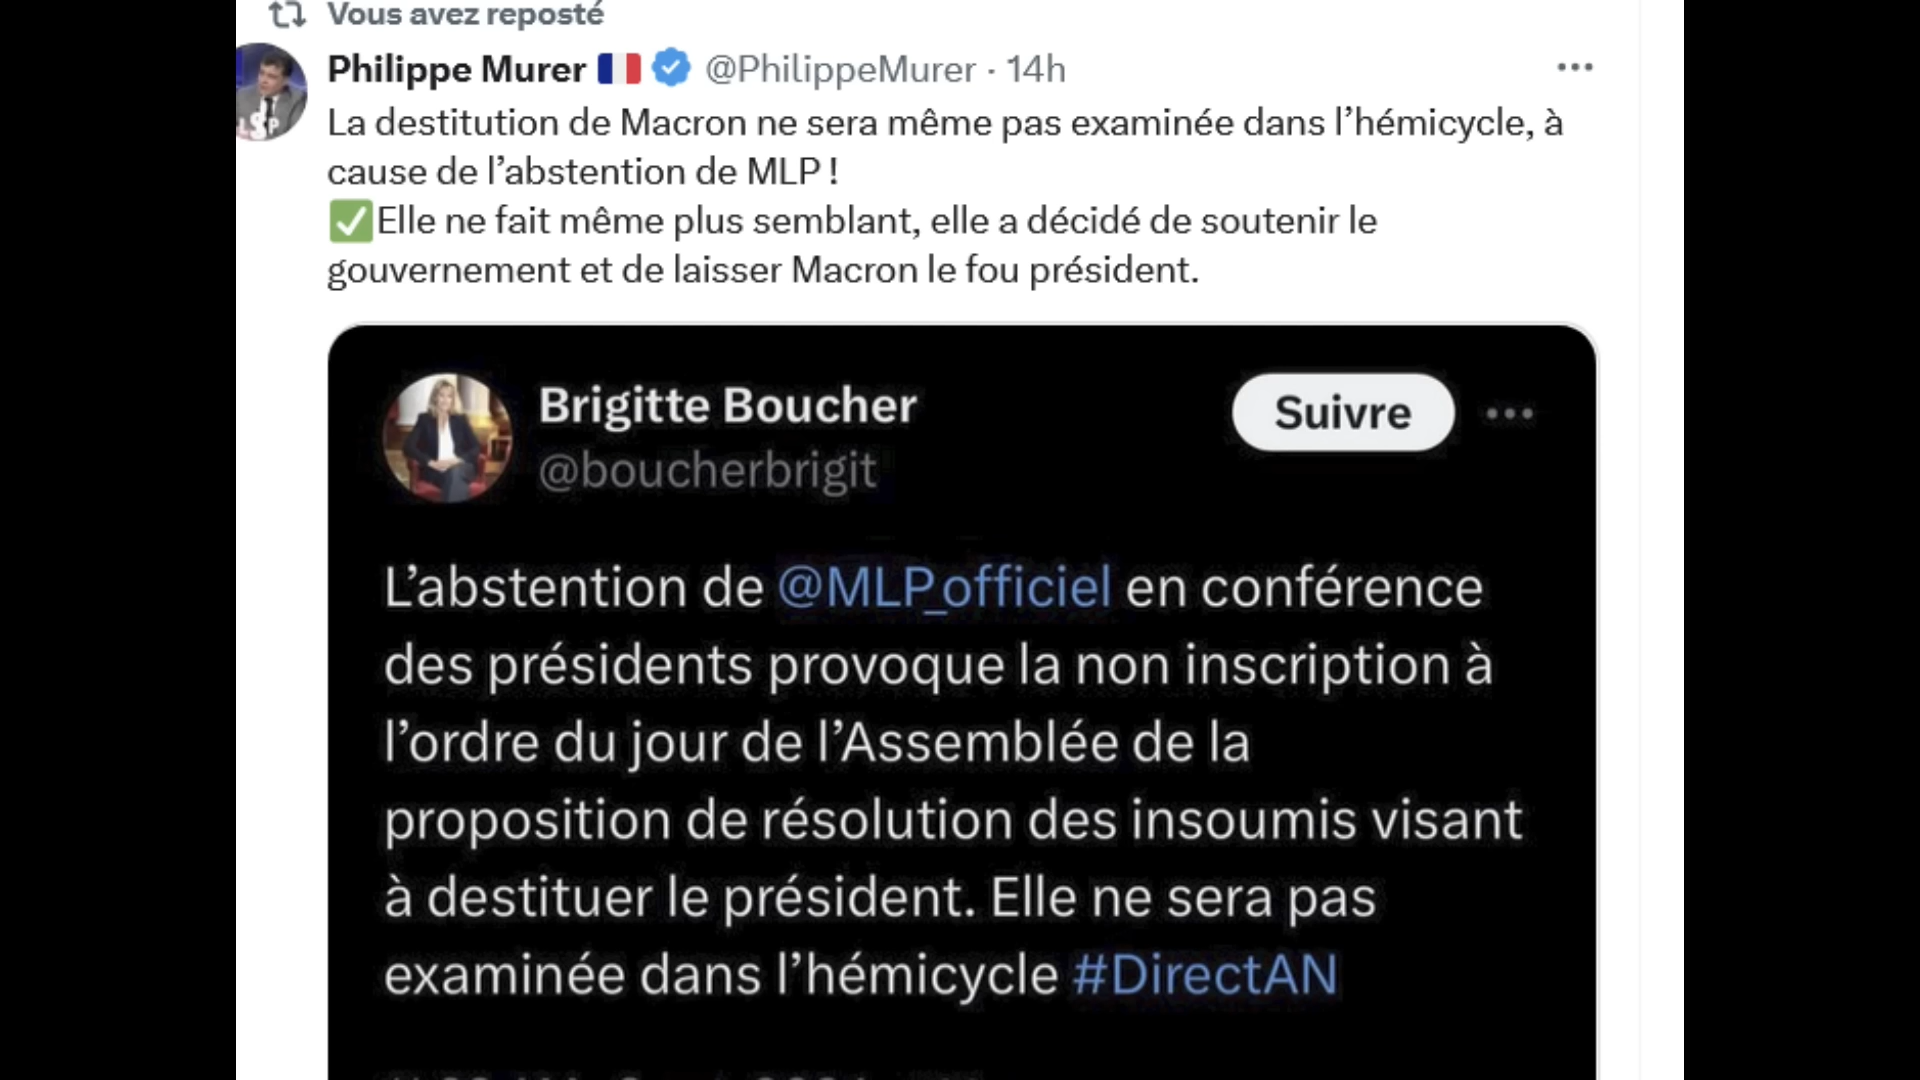 Vous avez reposté
Philippe Murer 🇫🇷 @PhilippeMurer · 14h
La destitution de Macron ne sera même pas examinée dans l’hémicycle, à
cause de l’abstention de MLP !
✅Elle ne fait même plus semblant, elle a décidé de soutenir le
gouvernement et de laisser Macron le fou président.
Brigitte Boucher
Suivre
@boucherbrigit
L’abstention de @MLP_officiel en conférence
des présidents provoque la non inscription à
l’ordre du jour de l’Assemblée de la
proposition de résolution des insoumis visant
à destituer le président. Elle ne sera pas
examinée dans l’hémicycle #DirectAN